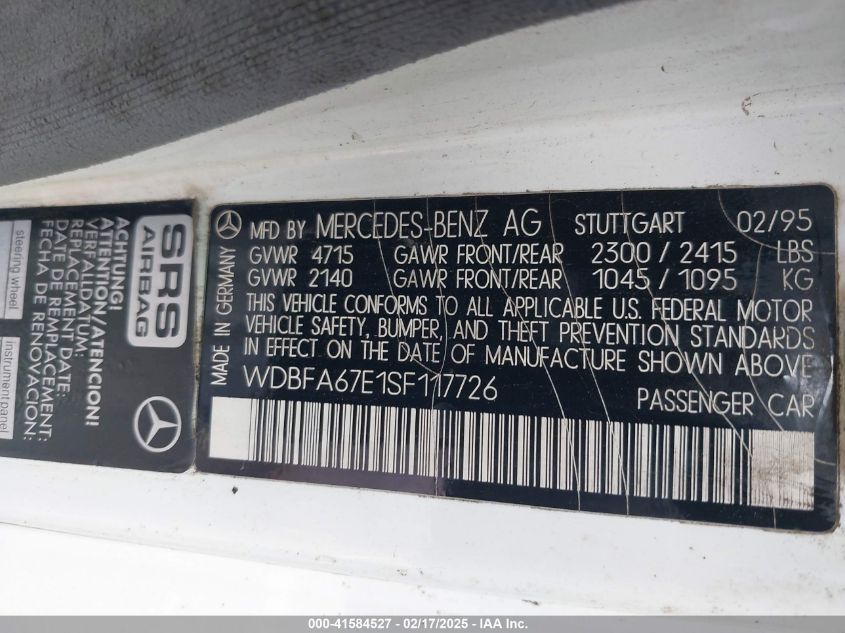 MFD BY MERCEDES-BENZ AG STUTTGART 02/95
GVWR 4715 GAWR FRONT/REAR 2300 / 2415 LBS
GVWR 2140 GAWR FRONT/REAR 1045 / 1095 KG
THIS VEHICLE CONFORMS TO ALL APPLICABLE U.S. FEDERAL MOTOR
VEHICLE SAFETY, BUMPER, AND THEFT PREVENTION STANDARDS
IN EFFECT ON THE DATE OF MANUFACTURE SHOWN ABOVE
WDBFA67E1SF117726 PASSENGER CAR
MADE IN GERMANY
SRS
AIRBAG
ACHTUNG!
ATTENTION/ATENCION!
VERFALLDATUM:
REPLACEMENT DATE:
DATE DE REMPLACEMENT:
FECHA DE RENOVACION:
steering wheel
instrument panel
000-41584527 - 02/17/2025 - IAA Inc.